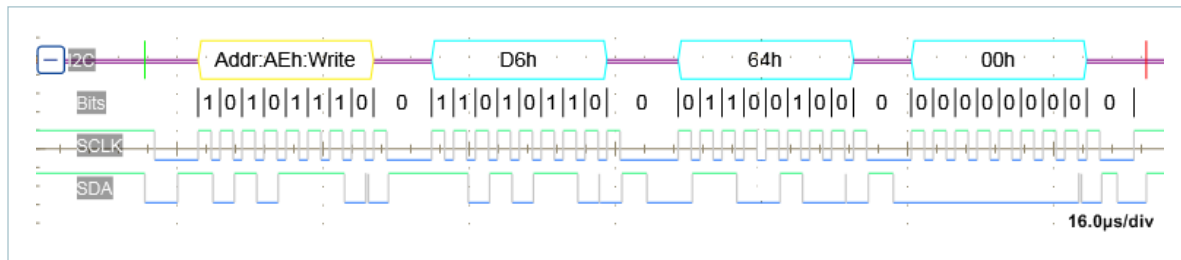 I2C Addr:AEh:Write D6h 64h 00h
Bits 1 0 1 0 1 1 1 0 0 1 1 0 1 0 1 1 0 0 0 1 1 0 0 1 0 0 0 0 0 0 0 0 0 0 0 0 0
SCLK
SDA
16.0µs/div